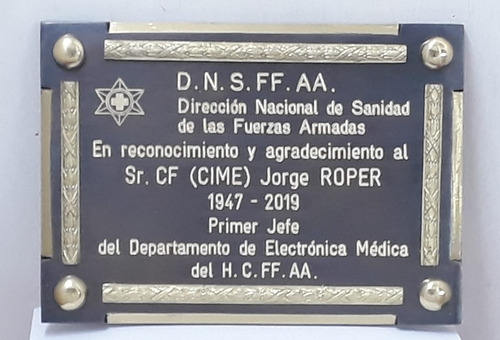 D.N.S.FF.AA.
Dirección Nacional de Sanidad
de las Fuerzas Armadas
En reconocimiento y agradecimiento al
Sr. CF (CIME) Jorge ROPER
1947 - 2019
Primer Jefe
del Departamento de Electrónica Médica
del H.C.FF.AA.